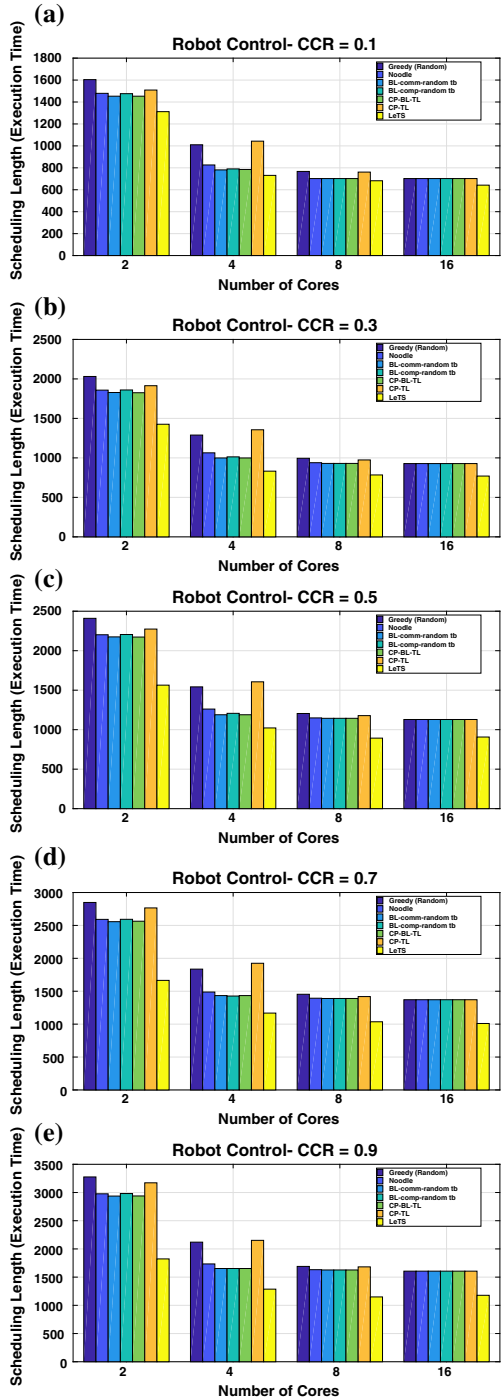 (a)
Robot Control- CCR = 0.1
Scheduling Length (Execution Time)
1800
1600
1400
1200
1000
800
600
400
200
0
Greedy (Random)
Noodle
BL-comm-random tb
BL-comp-random tb
CP-BL-TL
CP-TL
LeTS
2 4 8 16
Number of Cores
(b)
Robot Control- CCR = 0.3
Scheduling Length (Execution Time)
2500
2000
1500
1000
500
0
Greedy (Random)
Noodle
BL-comm-random tb
BL-comp-random tb
CP-BL-TL
CP-TL
LeTS
2 4 8 16
Number of Cores
(c)
Robot Control- CCR = 0.5
Scheduling Length (Execution Time)
2500
2000
1500
1000
500
0
Greedy (Random)
Noodle
BL-comm-random tb
BL-comp-random tb
CP-BL-TL
CP-TL
LeTS
2 4 8 16
Number of Cores
(d)
Robot Control- CCR = 0.7
Scheduling Length (Execution Time)
3000
2500
2000
1500
1000
500
0
Greedy (Random)
Noodle
BL-comm-random tb
BL-comp-random tb
CP-BL-TL
CP-TL
LeTS
2 4 8 16
Number of Cores
(e)
Robot Control- CCR = 0.9
Scheduling Length (Execution Time)
3500
3000
2500
2000
1500
1000
500
0
Greedy (Random)
Noodle
BL-comm-random tb
BL-comp-random tb
CP-BL-TL
CP-TL
LeTS
2 4 8 16
Number of Cores